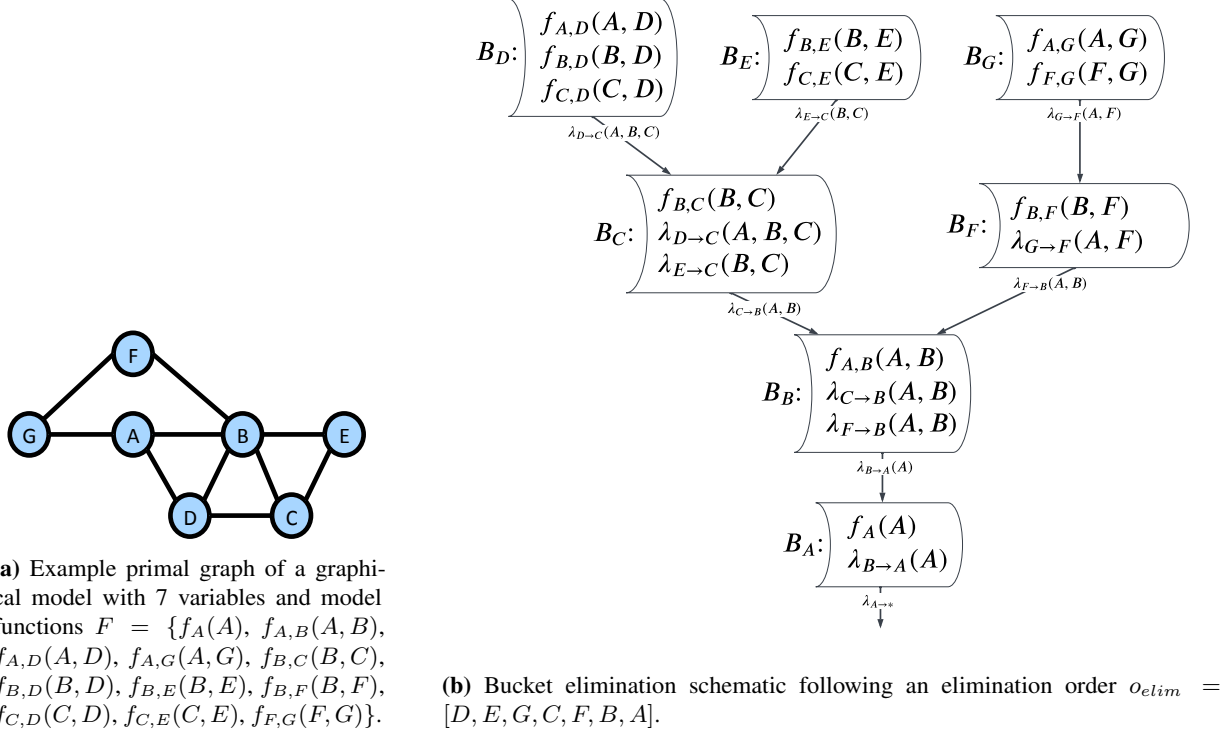 F
G
A
B
E
D
C
a) Example primal graph of a graphi-
cal model with 7 variables and model
functions F = {f_A(A), f_{A,B}(A, B),
f_{A,D}(A, D), f_{A,G}(A, G), f_{B,C}(B, C),
f_{B,D}(B, D), f_{B,E}(B, E), f_{B,F}(B, F),
f_{C,D}(C, D), f_{C,E}(C, E), f_{F,G}(F, G)}.
B_D:
f_{A,D}(A, D)
f_{B,D}(B, D)
f_{C,D}(C, D)
λ_{D→C}(A, B, C)
B_E:
f_{B,E}(B, E)
f_{C,E}(C, E)
λ_{E→C}(B, C)
B_G:
f_{A,G}(A, G)
f_{F,G}(F, G)
λ_{G→F}(A, F)
B_C:
f_{B,C}(B, C)
λ_{D→C}(A, B, C)
λ_{E→C}(B, C)
λ_{C→B}(A, B)
B_F:
f_{B,F}(B, F)
λ_{G→F}(A, F)
λ_{F→B}(A, B)
B_B:
f_{A,B}(A, B)
λ_{C→B}(A, B)
λ_{F→B}(A, B)
λ_{B→A}(A)
B_A:
f_A(A)
λ_{B→A}(A)
λ_{A→*}
(b) Bucket elimination schematic following an elimination order o_{elim} =
[D, E, G, C, F, B, A].